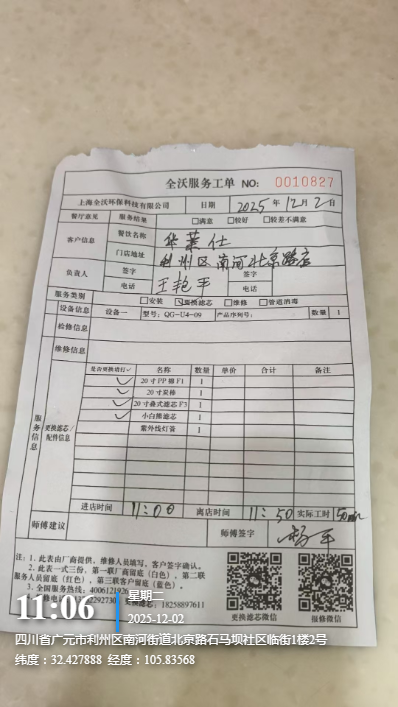 全沃服务工单 NO: 0010827
上海全沃环保科技有限公司 日期 2025年12月2日
餐厅意见 服务结果 □满意 □较好 □较差不满意
客户信息 餐饮名称 华莱仕
门店地址 利州区南河北京路店
负责人 签字 王艳平 签字
电话 电话
服务类别 □安装 ☑更换滤芯 □维修 □管道消毒
设备信息 设备一 型号: QG-U4-09 产品序列号: 数量 1
检修信息
维修信息
服务信息 更换滤芯/配件信息
是否更换请打✓ 名称 数量 单价 合计 备注
✓ 20寸PP棉F1 1
✓ 20寸炭棒 1
✓ 20寸叠式滤芯F3 1
✓ 小白熊滤芯 1
紫外线灯管 1
进店时间 11:00 离店时间 11:50 实际工时 50min
师傅建议 师傅签字 杨平
注: 1. 此表由厂商提供, 维修人员填写, 客户签字确认。
2. 此表一式三份, 第一联厂商留底(白色)、第二联
服务人员留底(红色)、第三联客户留底(蓝色)。
3. 全国服务热线: 400612192
18258897611
更换滤芯微信 报修微信
11:06
星期二
2025-12-02
四川省广元市利州区南河街道北京路石马坝社区临街1楼2号
纬度: 32.427888 经度: 105.83568